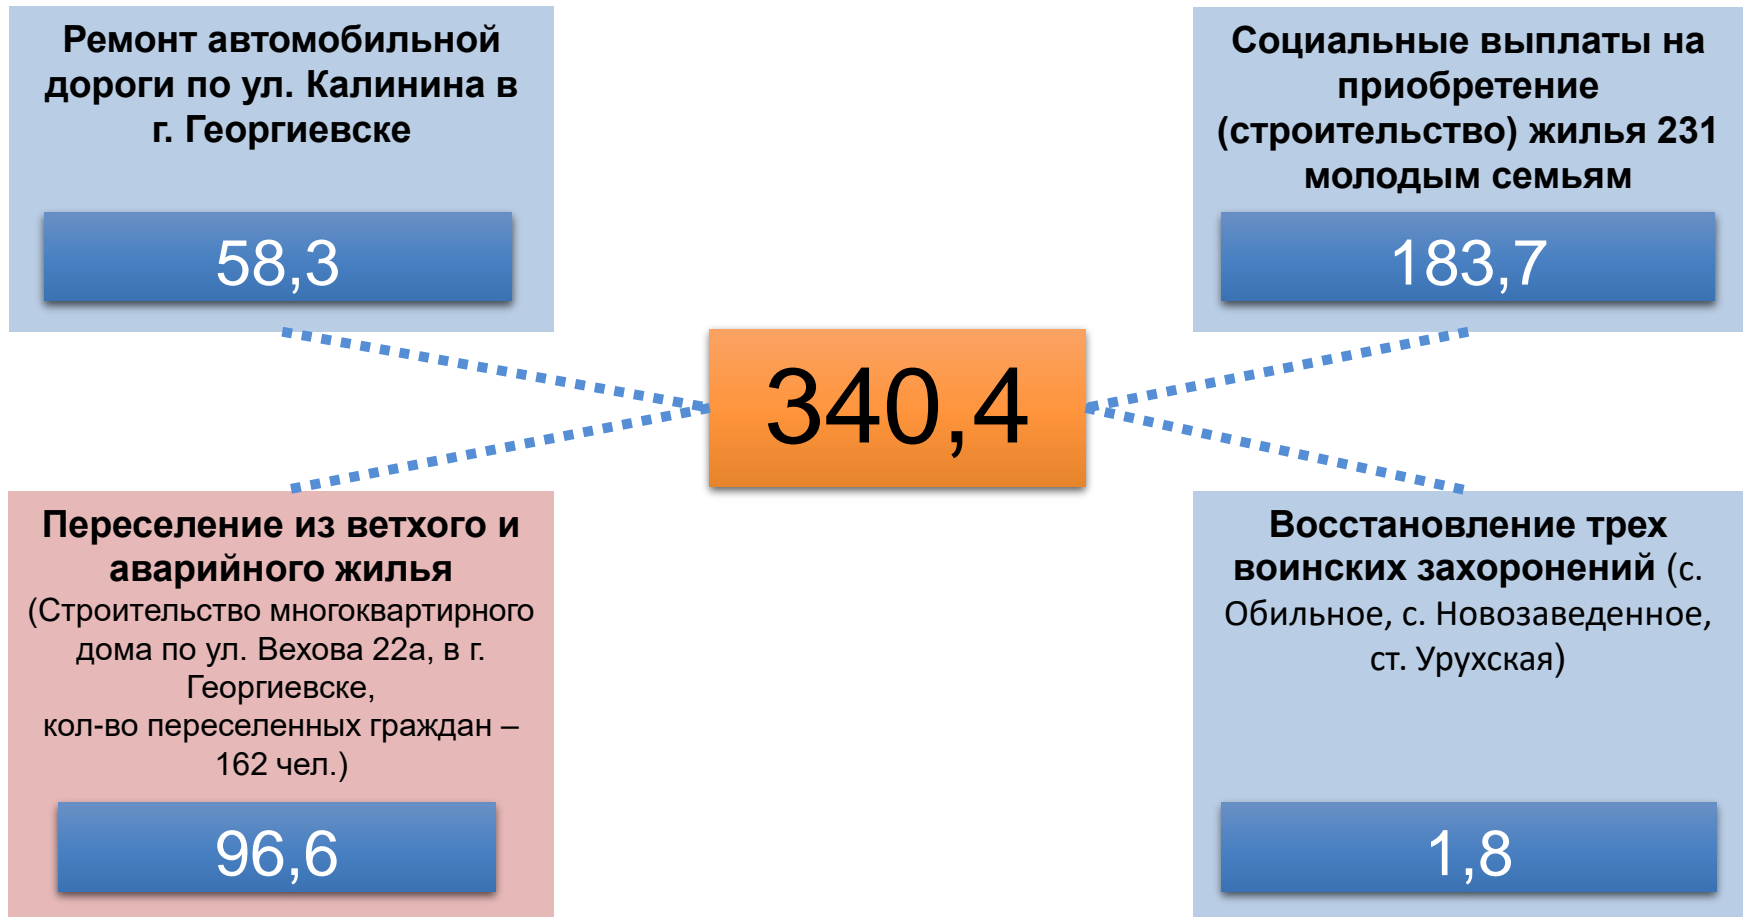 Ремонт автомобильной
дороги по ул. Калинина в
г. Георгиевске
58,3
Социальные выплаты на
приобретение
(строительство) жилья 231
молодым семьям
183,7
340,4
Переселение из ветхого и
аварийного жилья
(Строительство многоквартирного
дома по ул. Вехова 22а, в г.
Георгиевске,
кол-во переселенных граждан –
162 чел.)
96,6
Восстановление трех
воинских захоронений (с.
Обильное, с. Новозаведенное,
ст. Урухская)
1,8